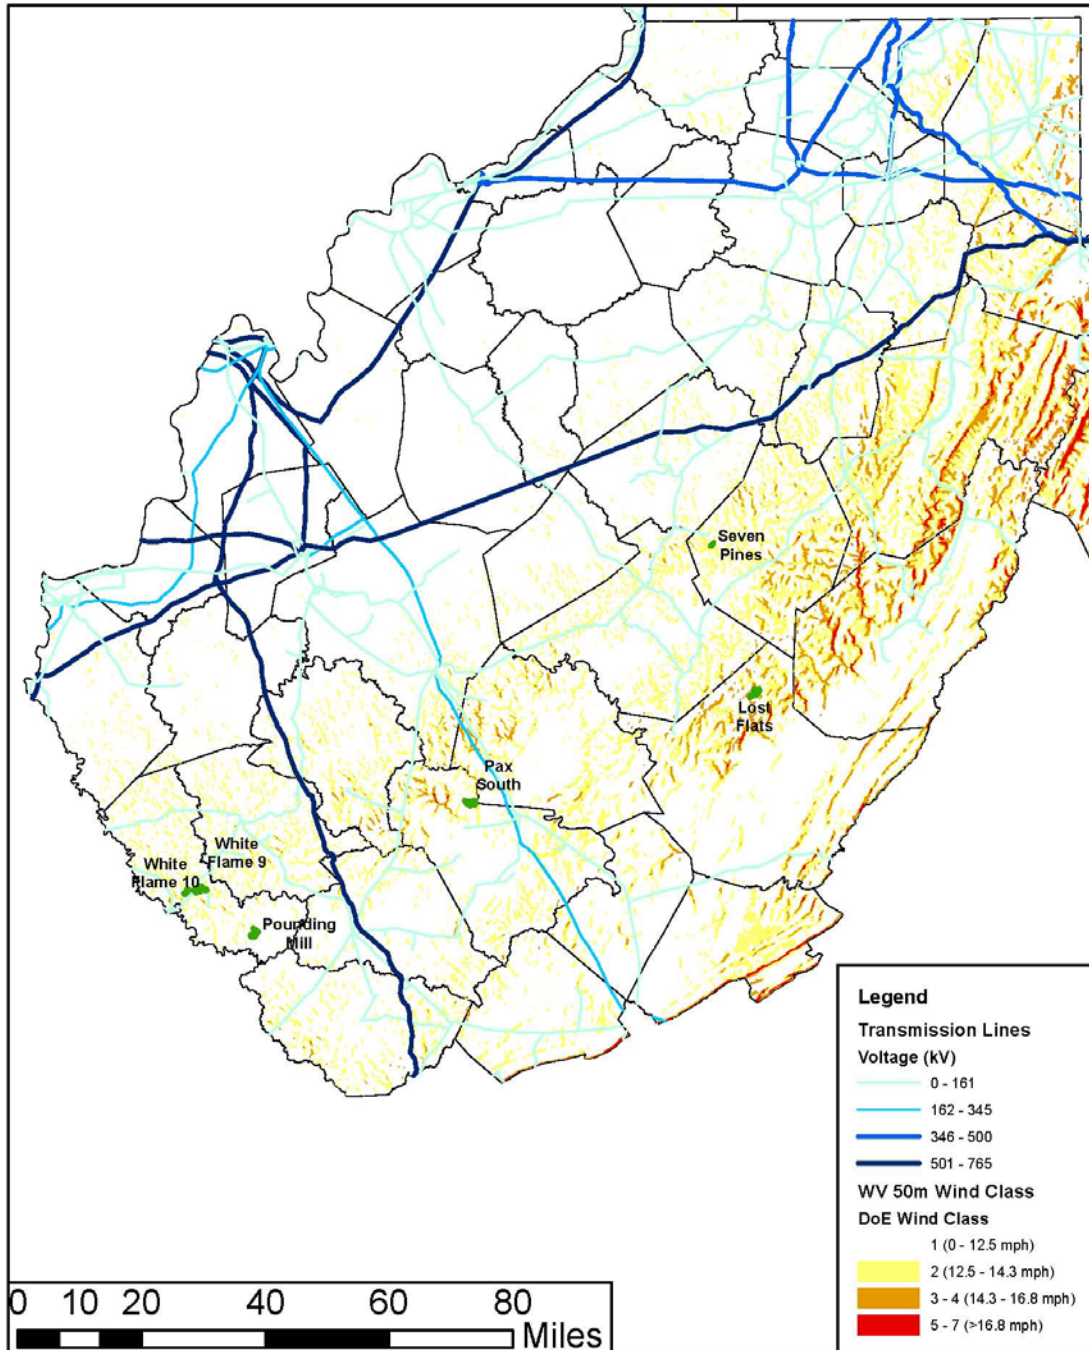 Seven
Pines
Lost
Flats
Pax
South
White
Flame 9
White
Flame 10
Pounding
Mill
Legend
Transmission Lines
Voltage (kV)
0 - 161
162 - 345
346 - 500
501 - 765
WV 50m Wind Class
DoE Wind Class
1 (0 - 12.5 mph)
2 (12.5 - 14.3 mph)
3 - 4 (14.3 - 16.8 mph)
5 - 7 (>16.8 mph)
0 10 20 40 60 80
Miles